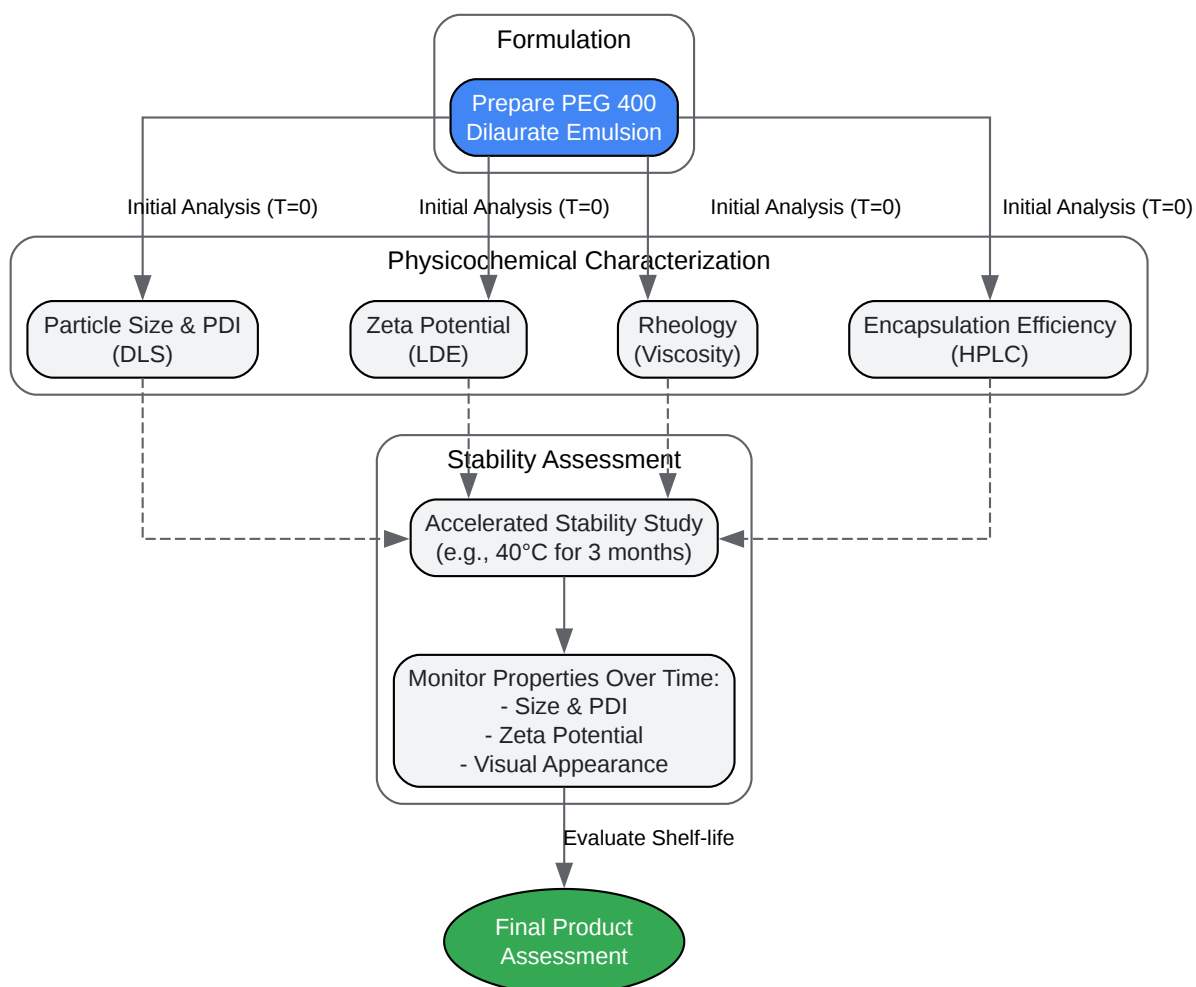 Formulation
Prepare PEG 400
Dilaurate Emulsion
Initial Analysis (T=0)
Initial Analysis (T=0)
Initial Analysis (T=0)
Initial Analysis (T=0)
Physicochemical Characterization
Particle Size & PDI
(DLS)
Zeta Potential
(LDE)
Rheology
(Viscosity)
Encapsulation Efficiency
(HPLC)
Stability Assessment
Accelerated Stability Study
(e.g., 40°C for 3 months)
Monitor Properties Over Time:
- Size & PDI
- Zeta Potential
- Visual Appearance
Evaluate Shelf-life
Final Product
Assessment